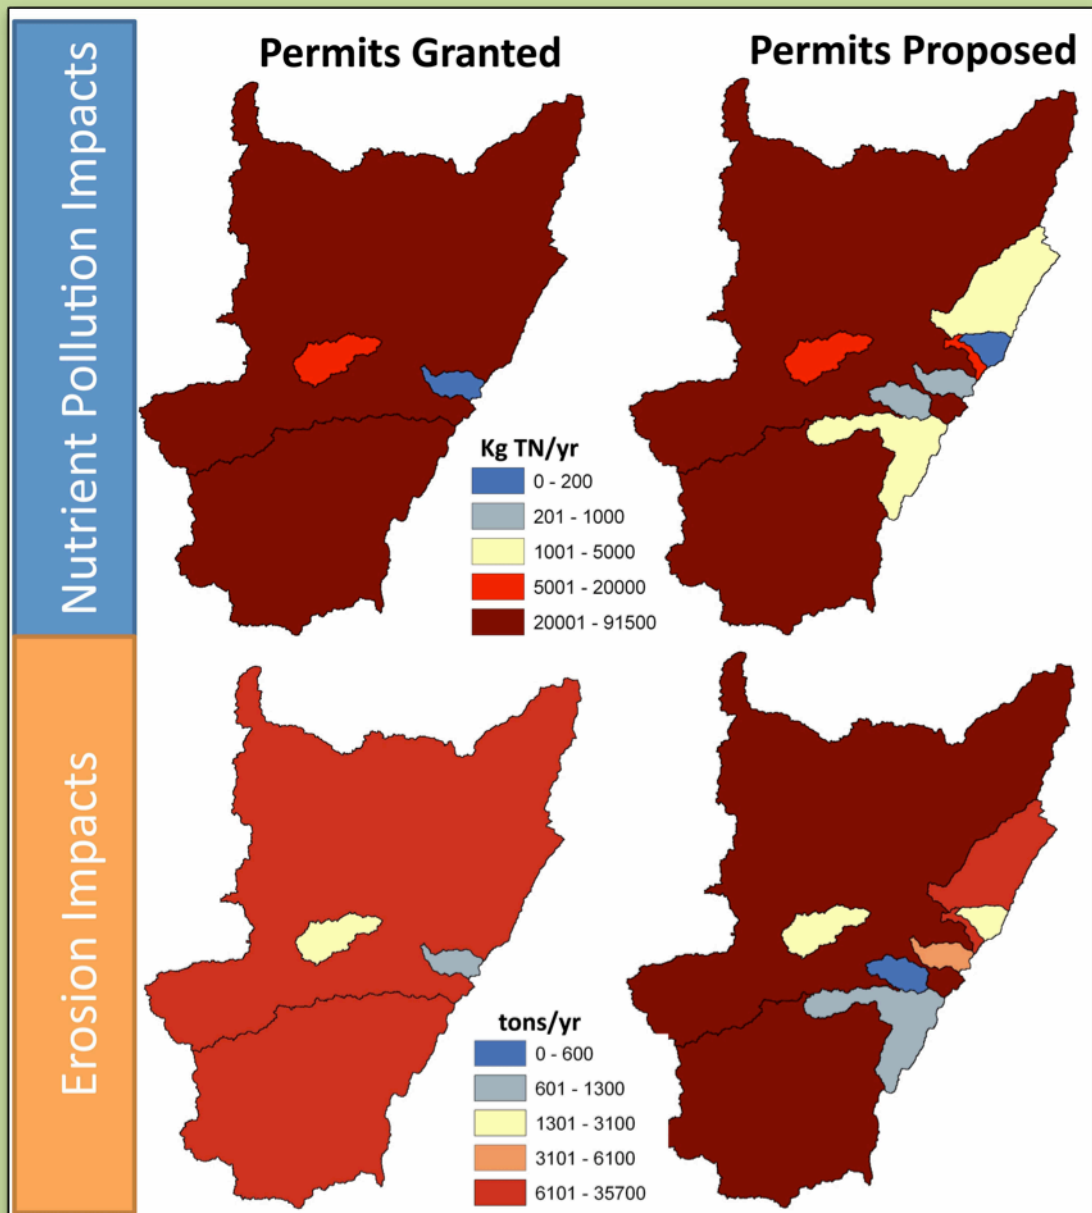 Permits Granted
Permits Proposed
Nutrient Pollution Impacts
Kg TN/yr
0 - 200
201 - 1000
1001 - 5000
5001 - 20000
20001 - 91500
Erosion Impacts
tons/yr
0 - 600
601 - 1300
1301 - 3100
3101 - 6100
6101 - 35700